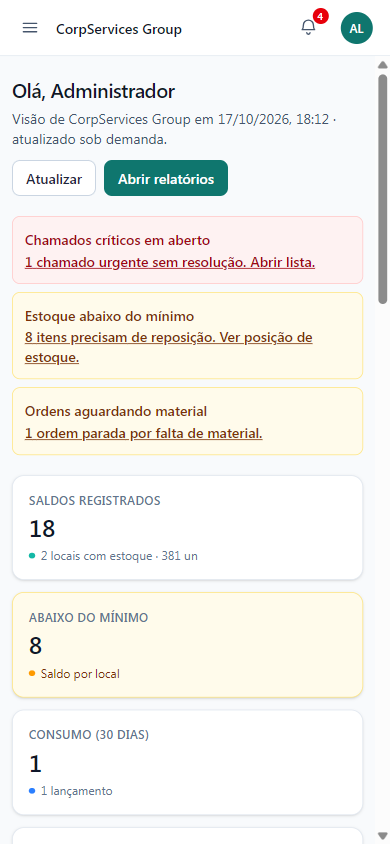 CorpServices Group
4
AL
Olá, Administrador
Visão de CorpServices Group em 17/10/2026, 18:12 ·
atualizado sob demanda.
Atualizar
Abrir relatórios
Chamados críticos em aberto
1 chamado urgente sem resolução. Abrir lista.
Estoque abaixo do mínimo
8 itens precisam de reposição. Ver posição de
estoque.
Ordens aguardando material
1 ordem parada por falta de material.
SALDOS REGISTRADOS
18
2 locais com estoque · 381 un
ABAIXO DO MÍNIMO
8
Saldo por local
CONSUMO (30 DIAS)
1
1 lançamento